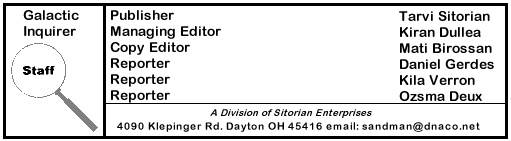 Galactic
Inquirer
Staff
Publisher Tarvi Sitorian
Managing Editor Kiran Dullea
Copy Editor Mati Birossan
Reporter Daniel Gerdes
Reporter Kila Verron
Reporter Ozsma Deux
A Division of Sitorian Enterprises
4090 Klepinger Rd. Dayton OH 45416 email: sandman@dnaco.net